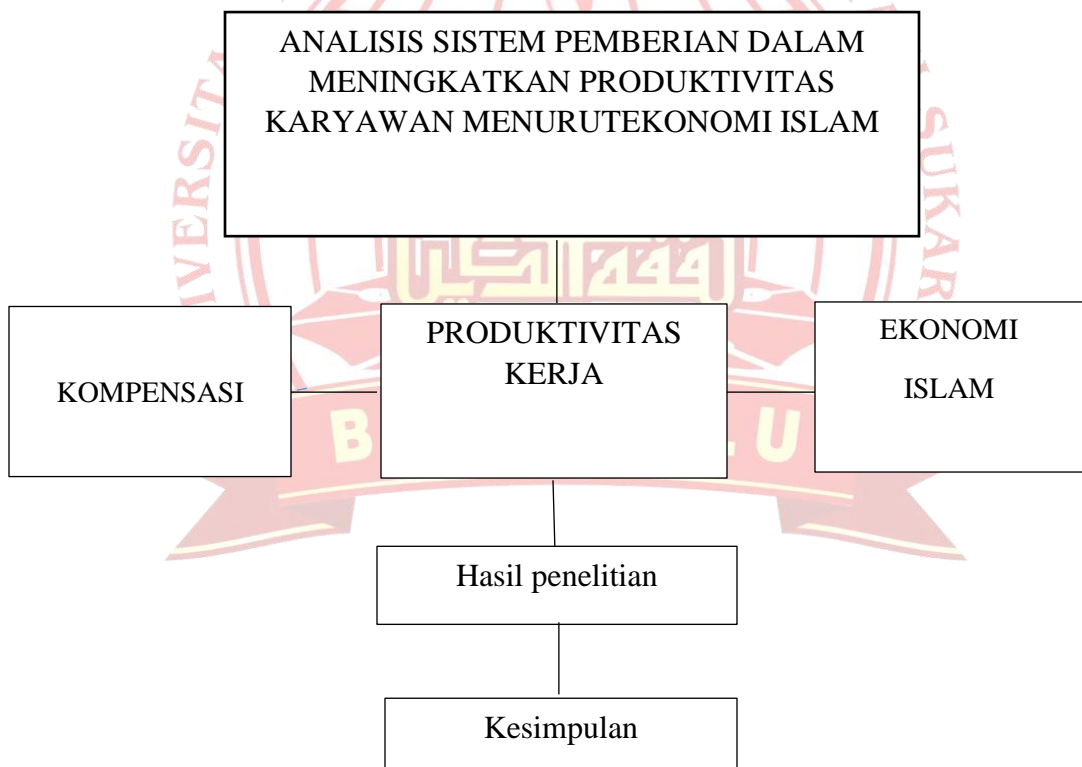 ANALISIS SISTEM PEMBERIAN DALAM
MENINGKATKAN PRODUKTIVITAS
KARYAWAN MENURUTEKONOMI ISLAM
KOMPENSASI
PRODUKTIVITAS
KERJA
EKONOMI
ISLAM
Hasil penelitian
Kesimpulan